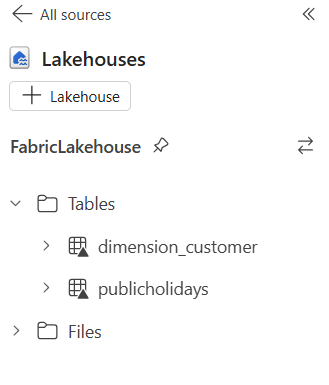 All sources
Lakehouses
Lakehouse
FabricLakehouse
Tables
dimension_customer
publicholidays
Files